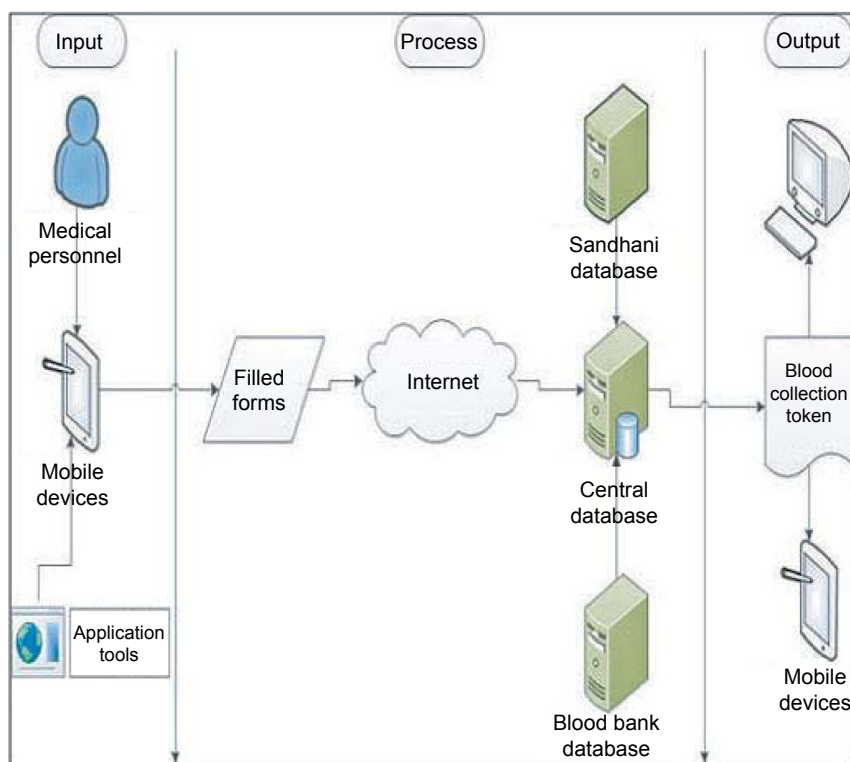 Input
Process
Output
Medical
personnel
Sandhani
database
Filled
forms
Internet
Blood
collection
token
Mobile
devices
Central
database
Application
tools
Blood bank
database
Mobile
devices